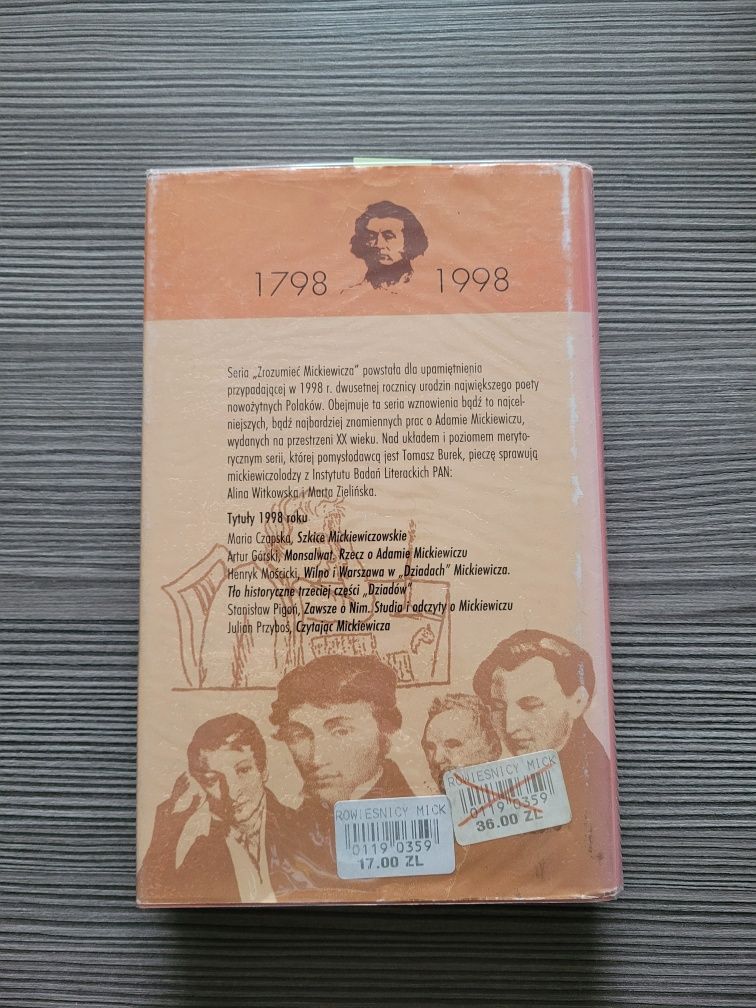 1798 1998
Seria „Zrozumieć Mickiewicza” powstała dla upamiętnienia
przypadającej w 1998 r. dwusetnej rocznicy urodzin największego poety
nowożytnych Polaków. Obejmuje ta seria wznowienia bądź to najcel-
niejszych, bądź najbardziej znamiennych prac o Adamie Mickiewiczu,
wydanych na przestrzeni XX wieku. Nad układem i poziomem meryto-
rycznym serii, której pomysłodawcą jest Tomasz Burek, pieczę sprawują
mickiewiczolodzy z Instytutu Badań Literackich PAN:
Alina Witkowska i Marta Zielińska.
Tytuły 1998 roku
Maria Czapska, Szkice Mickiewiczowskie
Artur Górski, Monsalwat. Rzecz o Adamie Mickiewiczu
Henryk Mościcki, Wilno i Warszawa w „Dziadach” Mickiewicza.
Tło historyczne trzeciej części „Dziadów”
Stanisław Pigoń, Zawsze o Nim. Studia i odczyty o Mickiewiczu
Julian Przyboś, Czytając Mickiewicza
ROWIESNICY MICK
0119 0359
36.00 ZL
ROWIESNICY MICK
0119 0359
17.00 ZL